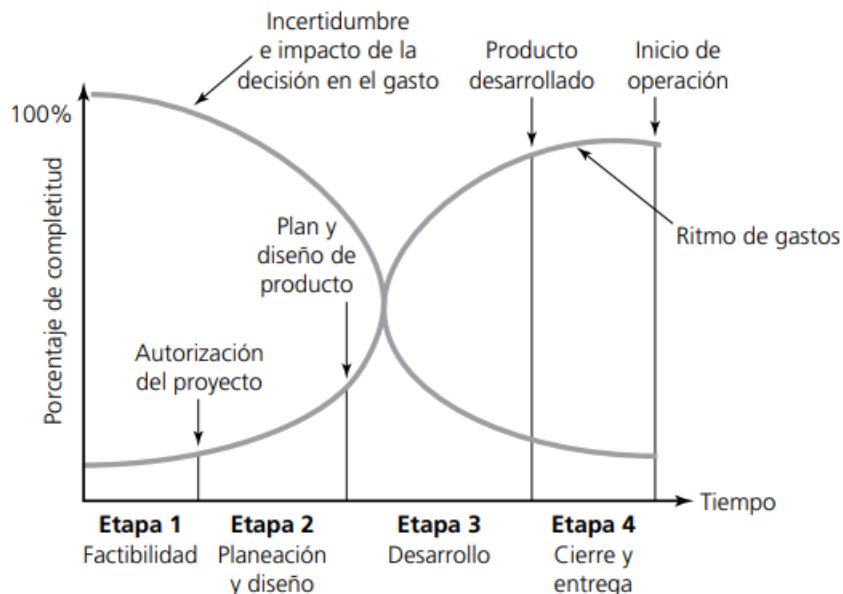 Incertidumbre
e impacto de la
decisión en el gasto
Producto
desarrollado
Inicio de
operación
100%
Porcentaje de completitud
Plan y
diseño de
producto
Ritmo de gastos
Autorización
del proyecto
Tiempo
Etapa 1
Factibilidad
Etapa 2
Planeación
y diseño
Etapa 3
Desarrollo
Etapa 4
Cierre y
entrega